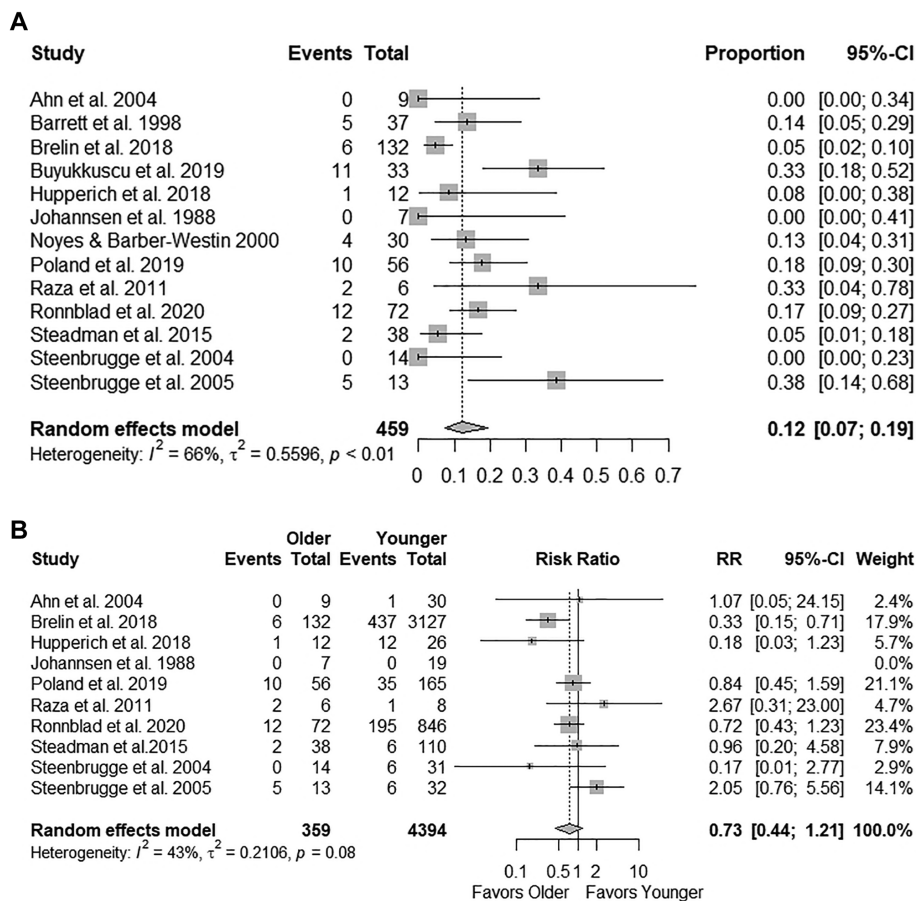 A
Study Events Total Proportion 95%-CI
Ahn et al. 2004 0 9 0.00 [0.00; 0.34]
Barrett et al. 1998 5 37 0.14 [0.05; 0.29]
Brelin et al. 2018 6 132 0.05 [0.02; 0.10]
Buyukkuscu et al. 2019 11 33 0.33 [0.18; 0.52]
Hupperich et al. 2018 1 12 0.08 [0.00; 0.38]
Johannsen et al. 1988 0 7 0.00 [0.00; 0.41]
Noyes & Barber-Westin 2000 4 30 0.13 [0.04; 0.31]
Poland et al. 2019 10 56 0.18 [0.09; 0.30]
Raza et al. 2011 2 6 0.33 [0.04; 0.78]
Ronnblad et al. 2020 12 72 0.17 [0.09; 0.27]
Steadman et al. 2015 2 38 0.05 [0.01; 0.18]
Steenbrugge et al. 2004 0 14 0.00 [0.00; 0.23]
Steenbrugge et al. 2005 5 13 0.38 [0.14; 0.68]
Random effects model 459 0.12 [0.07; 0.19]
Heterogeneity: I² = 66%, τ² = 0.5596, p < 0.01
0 0.1 0.2 0.3 0.4 0.5 0.6 0.7
B
Older Younger
Study Events Total Events Total Risk Ratio RR 95%-CI Weight
Ahn et al. 2004 0 9 1 30 1.07 [0.05; 24.15] 2.4%
Brelin et al. 2018 6 132 437 3127 0.33 [0.15; 0.71] 17.9%
Hupperich et al. 2018 1 12 12 26 0.18 [0.03; 1.23] 5.7%
Johannsen et al. 1988 0 7 0 19 0.0%
Poland et al. 2019 10 56 35 165 0.84 [0.45; 1.59] 21.1%
Raza et al. 2011 2 6 1 8 2.67 [0.31; 23.00] 4.7%
Ronnblad et al. 2020 12 72 195 846 0.72 [0.43; 1.23] 23.4%
Steadman et al.2015 2 38 6 110 0.96 [0.20; 4.58] 7.9%
Steenbrugge et al. 2004 0 14 6 31 0.17 [0.01; 2.77] 2.9%
Steenbrugge et al. 2005 5 13 6 32 2.05 [0.76; 5.56] 14.1%
Random effects model 359 4394 0.73 [0.44; 1.21] 100.0%
Heterogeneity: I² = 43%, τ² = 0.2106, p = 0.08
0.1 0.5 1 2 10
Favors Older Favors Younger